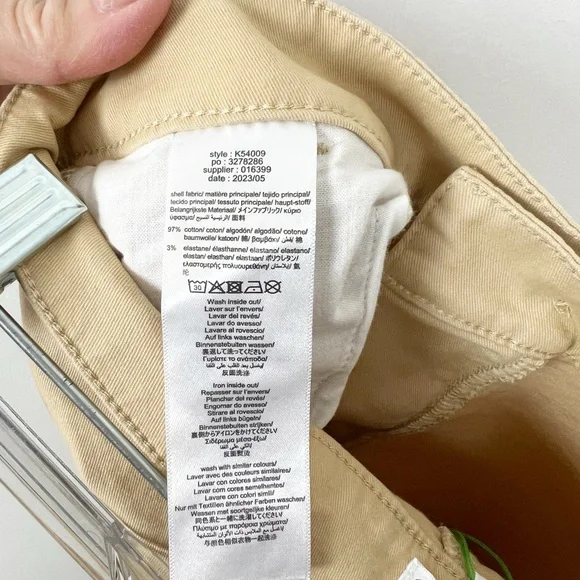 style : K54009
po : 3278286
supplier : 016399
date : 2023/05
shell fabric/ matière principale/ tejido principal/
tecido principal/ tessuto principale/ haupt-stoff/
Belangrijkste Materiaal/ メインファブリック/ κύριο
ύφασμα/ الرئيسية النسيج/ 面料
97% cotton/ coton/ algodón/ algodão/ cotone/
baumwolle/ katoen/ 綿/ βαμβάκι/ قطن/ 棉
3% elastane/ élasthanne/ elastano/ elastano/
elastan/ elasthan/ elastaan/ ポリウレタン/
ελαστομερής πολυουρεθάνη/ إيلاستان/ 氨
纶
30
Wash inside out/
Laver sur l'envers/
Lavar del revés/
Lavar do avesso/
Lavare al rovescio/
Auf links waschen/
Binnenstebuiten wassen/
裏返して洗ってください/
Γυρίστε το ανάποδα/
反面洗涤
Iron inside out/
Repasser sur l'envers/
Planchar del revés/
Engomar do avesso/
Stirare al rovescio/
Auf links bügeln/
Binnenstebuiten strijken/
裏側からアイロンをかけてください/
Σιδέρωμα μέσα-έξω/
反面洗涤
wash with similar colours/
Laver avec des couleurs similaires/
Lavar con colores similares/
Lavar com cores semelhantes/
Lavare con colori simili/
Nur mit Textilien ähnlicher Farben waschen/
Wassen met soortgelijke kleuren/
同色系と一緒に洗濯してください/
Πλύσιμο με παρόμοια χρώματα/
与颜色相似衣物一起洗涤